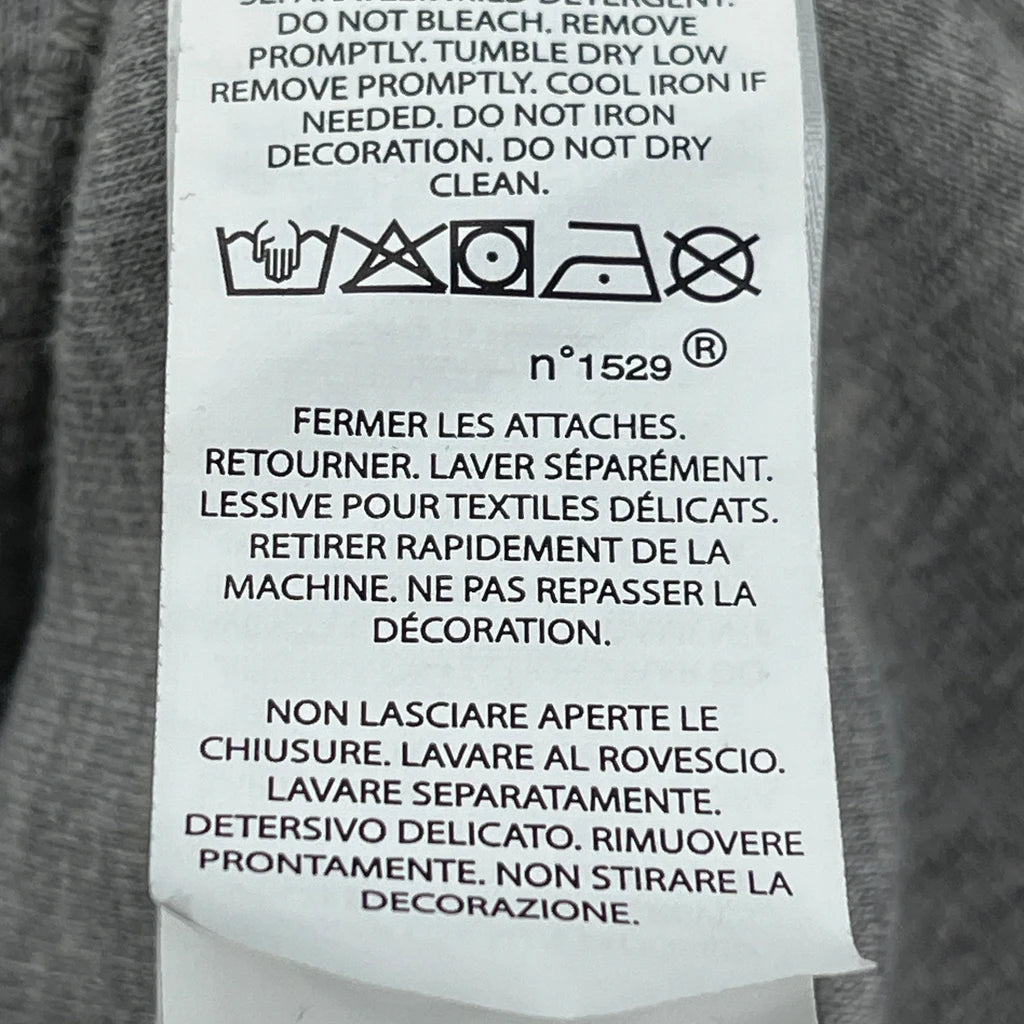 DETERGENT.
DO NOT BLEACH. REMOVE
PROMPTLY. TUMBLE DRY LOW
REMOVE PROMPTLY. COOL IRON IF
NEEDED. DO NOT IRON
DECORATION. DO NOT DRY
CLEAN.
n°1529 ®
FERMER LES ATTACHES.
RETOURNER. LAVER SÉPARÉMENT.
LESSIVE POUR TEXTILES DÉLICATS.
RETIRER RAPIDEMENT DE LA
MACHINE. NE PAS REPASSER LA
DÉCORATION.
NON LASCIARE APERTE LE
CHIUSURE. LAVARE AL ROVESCIO.
LAVARE SEPARATAMENTE.
DETERSIVO DELICATO. RIMUOVERE
PRONTAMENTE. NON STIRARE LA
DECORAZIONE.